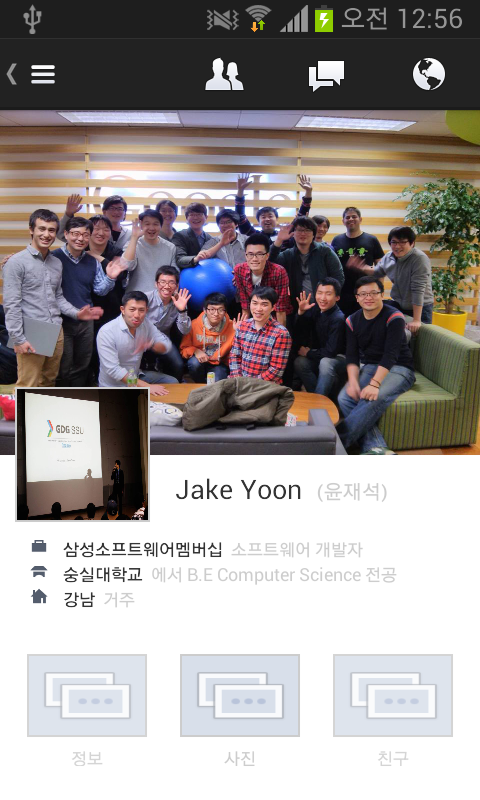 오전 12:56
GDG SSU
Jake Yoon (윤재석)
삼성소프트웨어멤버십 소프트웨어 개발자
숭실대학교 에서 B.E Computer Science 전공
강남 거주
정보 사진 친구